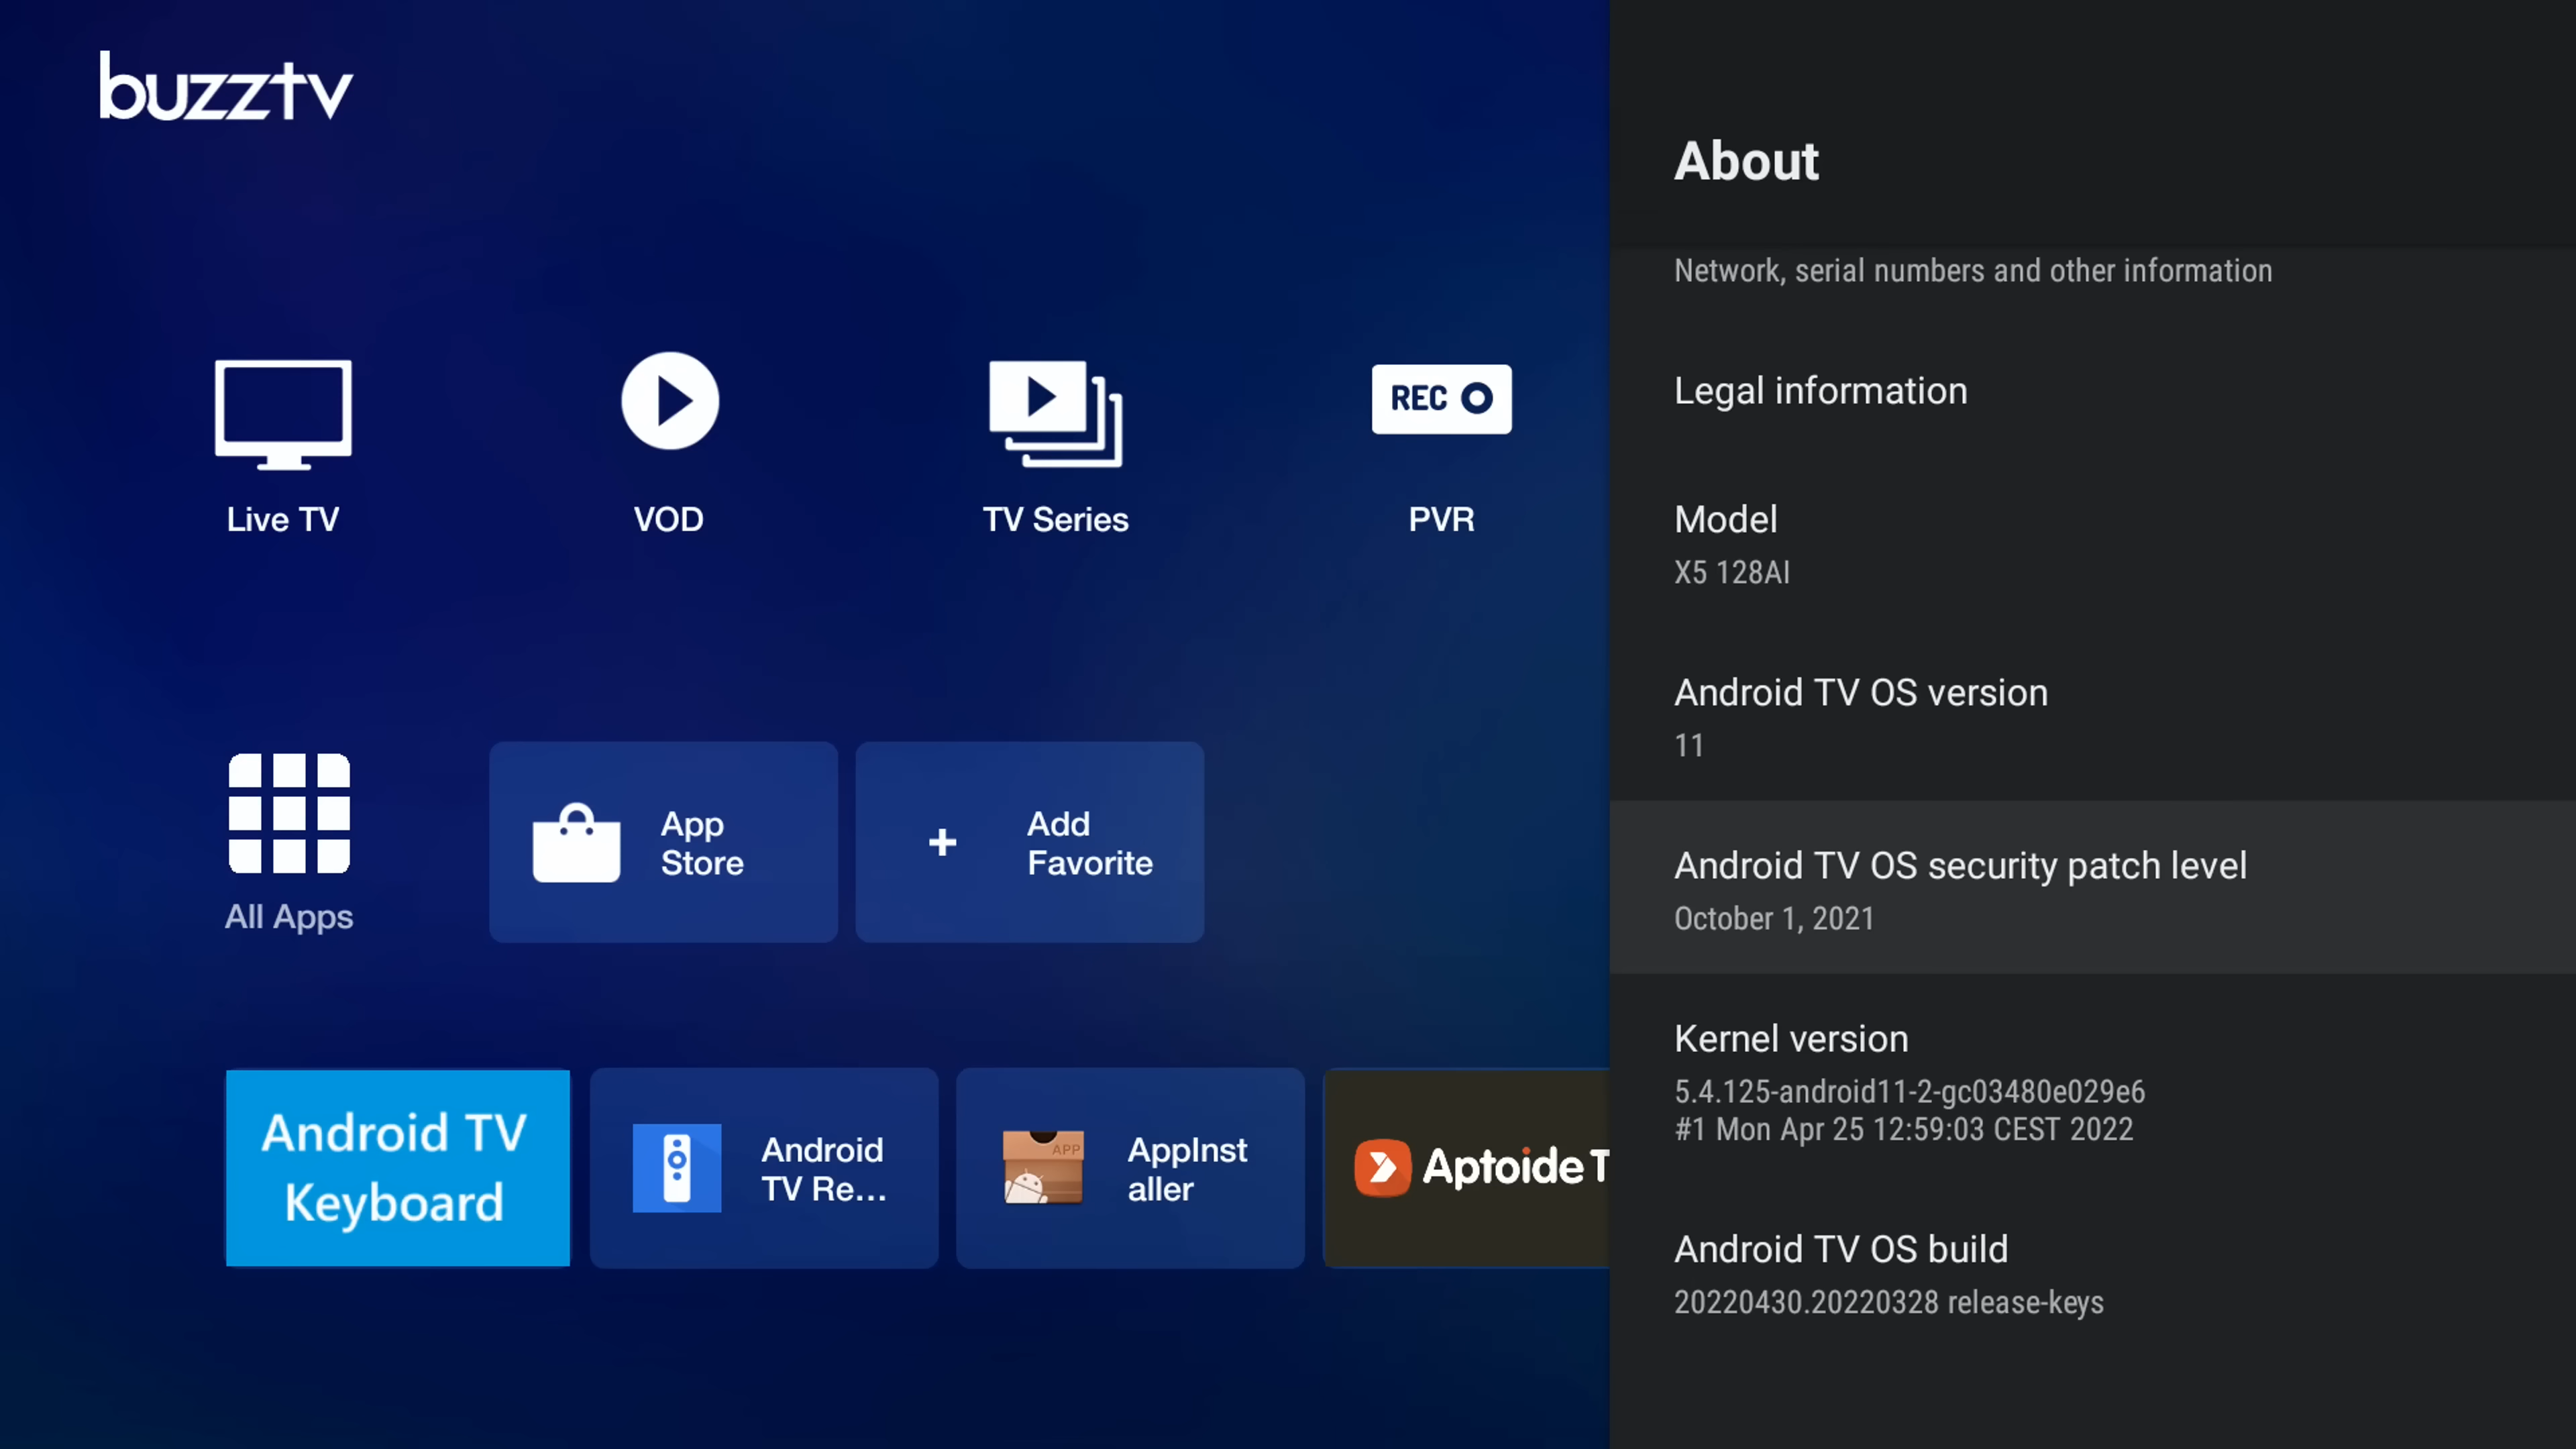 buzztv
Live TV
VOD
TV Series
REC
PVR
All Apps
App
Store
+
Add
Favorite
Android TV
Keyboard
Android
TV Re...
APP
AppInst
aller
Aptoide T
About
Network, serial numbers and other information
Legal information
Model
X5 128AI
Android TV OS version
11
Android TV OS security patch level
October 1, 2021
Kernel version
5.4.125-android11-2-gc03480e029e6
#1 Mon Apr 25 12:59:03 CEST 2022
Android TV OS build
20220430.20220328 release-keys